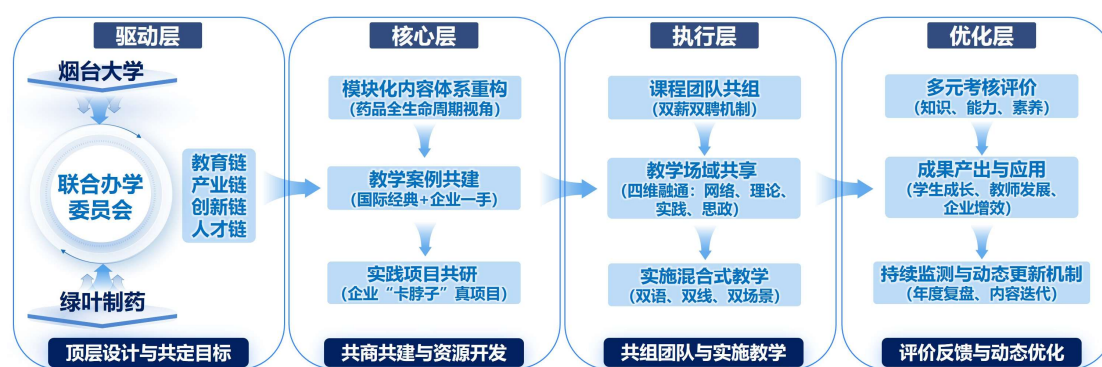 驱动层
烟台大学
联合办学
委员会
教育链
产业链
创新链
人才链
绿叶制药
顶层设计与共定目标
核心层
模块化内容体系重构
(药品全生命周期视角)
教学案例共建
(国际经典+企业一手)
实践项目共研
(企业“卡脖子”真项目)
共商共建与资源开发
执行层
课程团队共组
(双薪双聘机制)
教学场域共享
(四维融通：网络、理论、
实践、思政)
实施混合式教学
(双语、双线、双场景)
共组团队与实施教学
优化层
多元考核评价
(知识、能力、素养)
成果产出与应用
(学生成长、教师发展、
企业增效)
持续监测与动态更新机制
(年度复盘、内容迭代)
评价反馈与动态优化